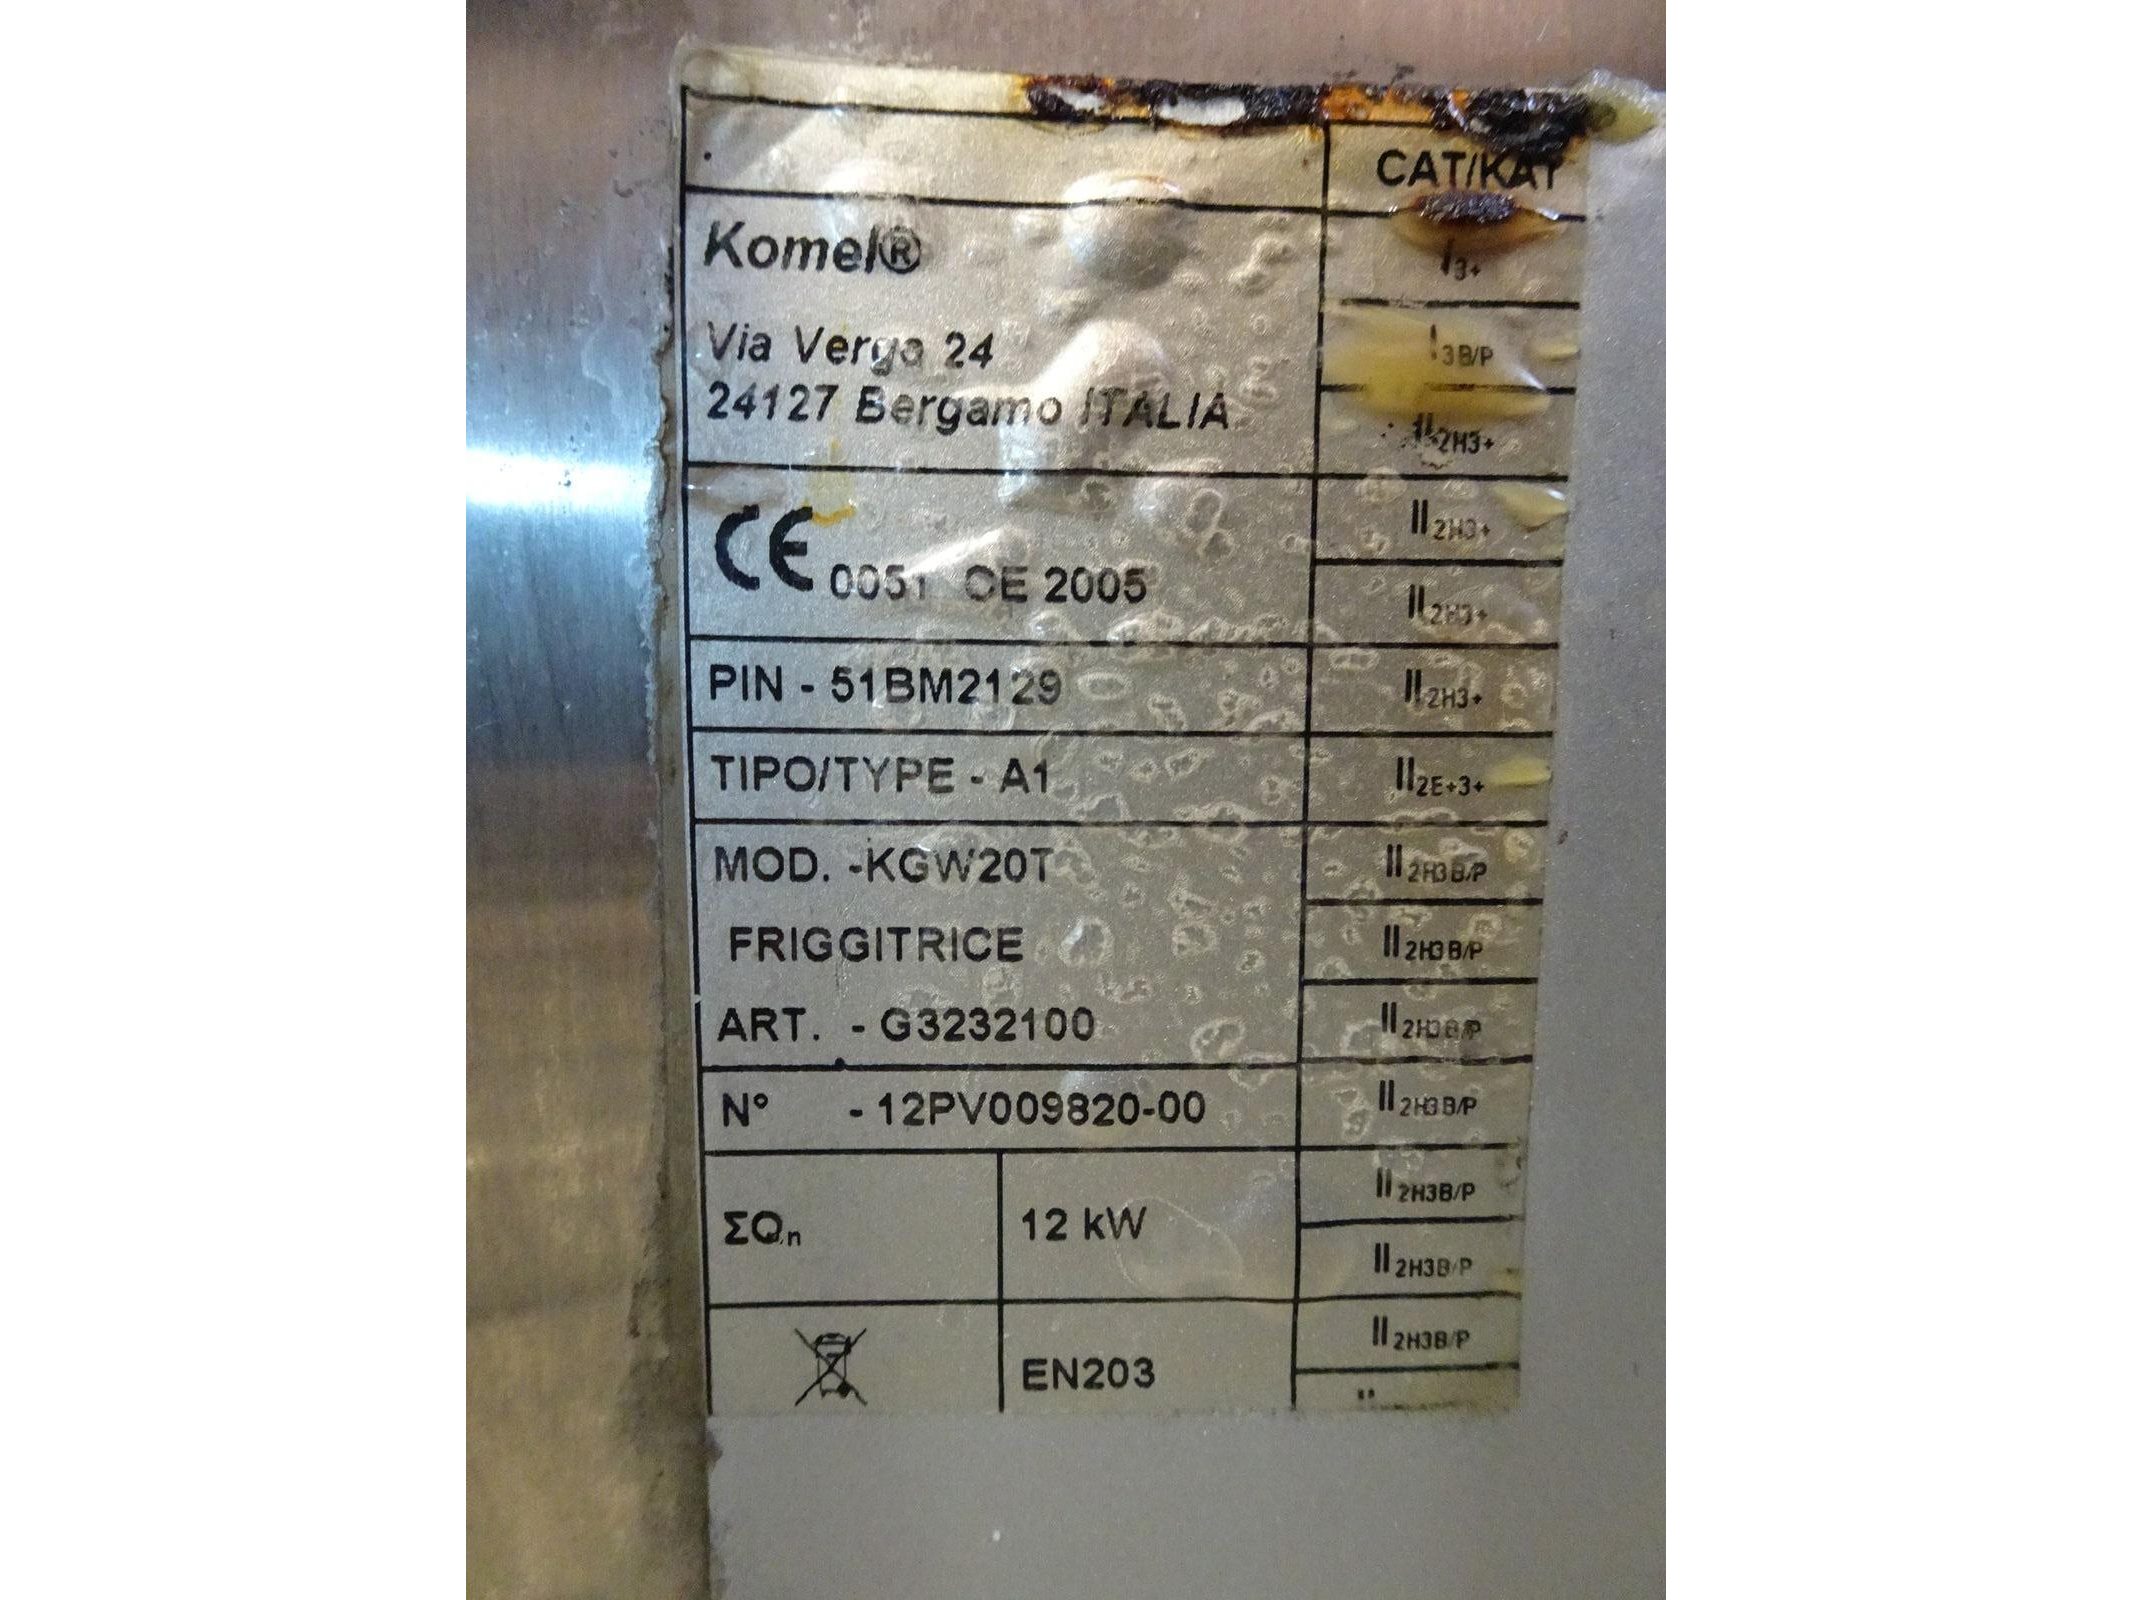 CAT/KAT
Komel®
Via Verga 24
24127 Bergamo ITALIA
CE 0051 CE 2005
PIN - 51BM2129
TIPO/TYPE - A1
MOD. -KGW20T
FRIGGITRICE
ART. - G3232100
N° - 12PV009820-00
ΣQn 12 kW
EN203
I3+
I3B/P
II2H3+
II2H3+
II2H3+
II2H3+
II2E+3+
II2H3B/P
II2H3B/P
II2H3B/P
II2H3B/P
II2H3B/P
II2H3B/P
II2H3B/P